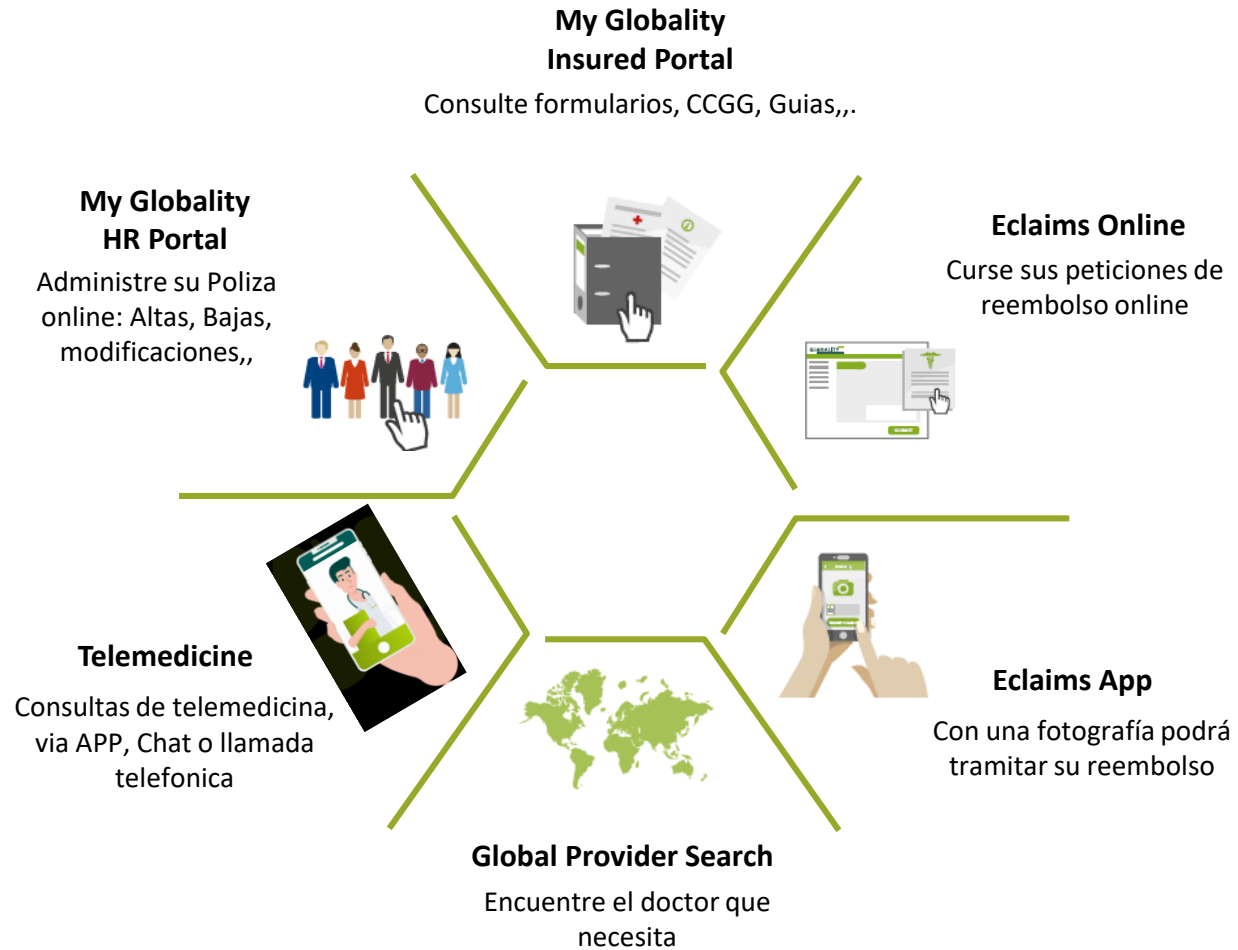 My Globality
Insured Portal
Consulte formularios, CCGG, Guias,,.
My Globality
HR Portal
Administre su Poliza
online: Altas, Bajas,
modificaciones,,
Eclaims Online
Curse sus peticiones de
reembolso online
Telemedicine
Consultas de telemedicina,
via APP, Chat o llamada
telefonica
Eclaims App
Con una fotografía podrá
tramitar su reembolso
Global Provider Search
Encuentre el doctor que
necesita